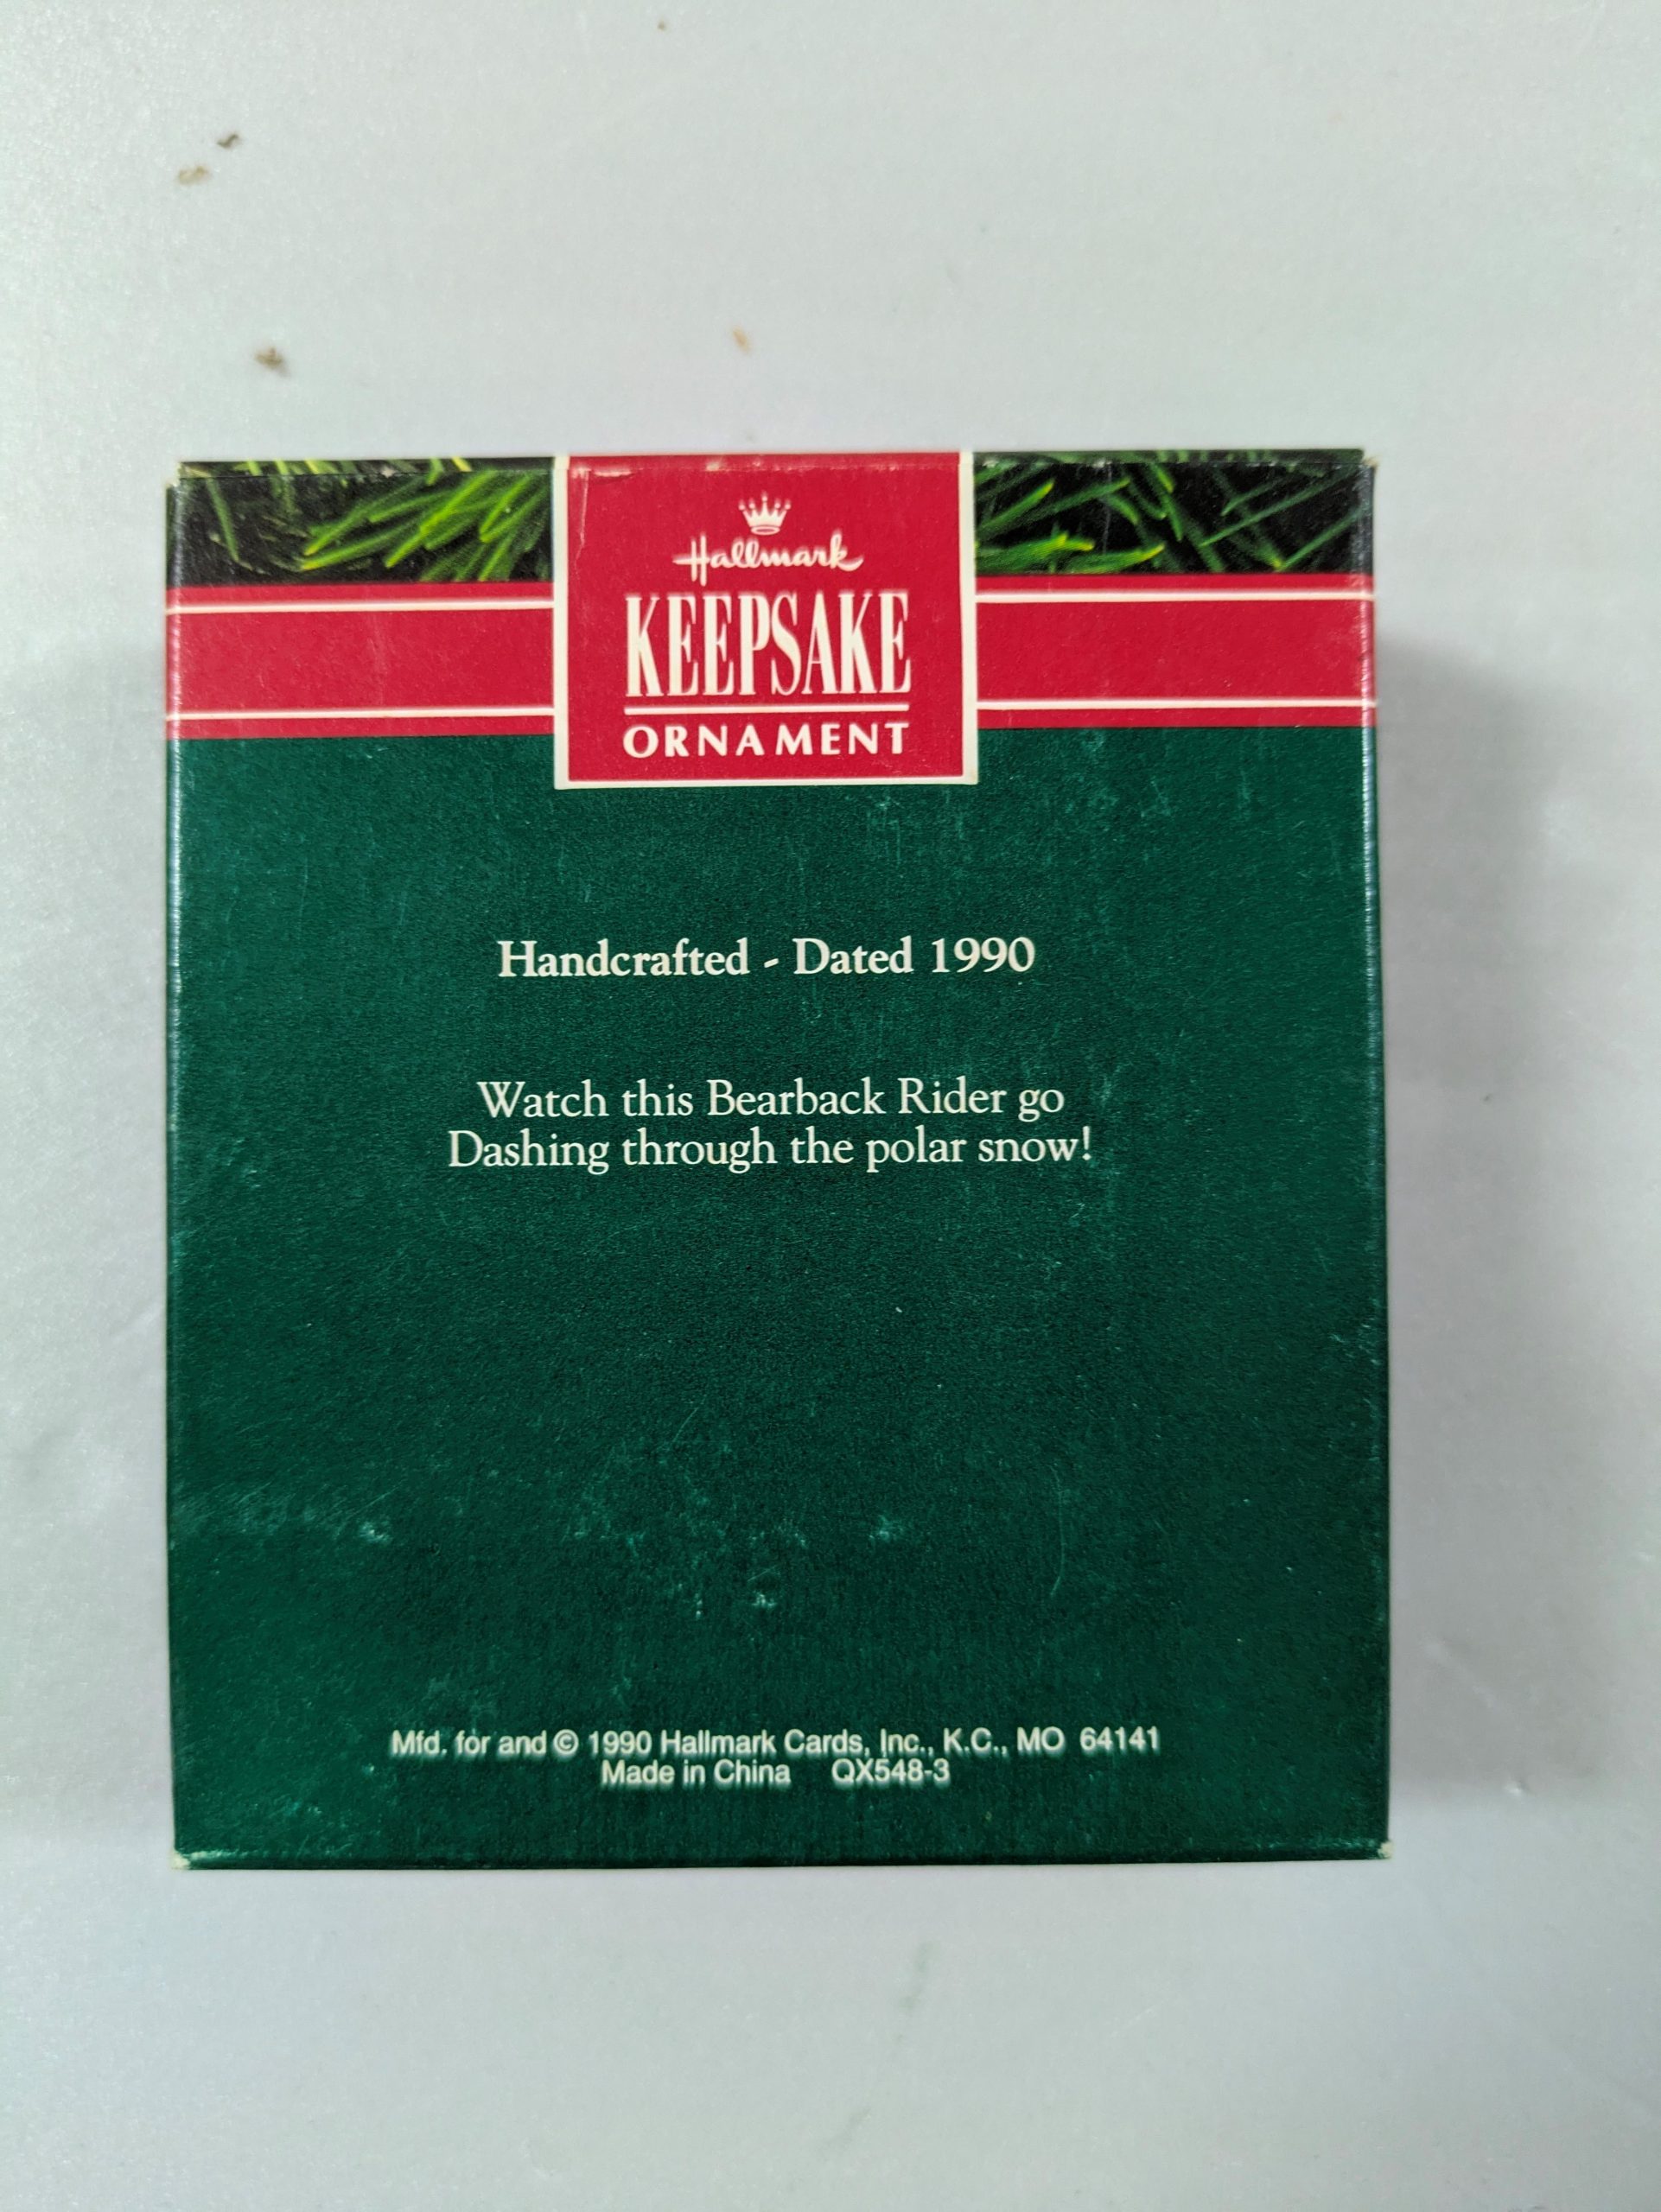 Hallmark
KEEPSAKE
ORNAMENT
Handcrafted - Dated 1990
Watch this Bearback Rider go
Dashing through the polar snow!
Mfd. for and © 1990 Hallmark Cards, Inc., K.C., MO 64141
Made in China QX548-3